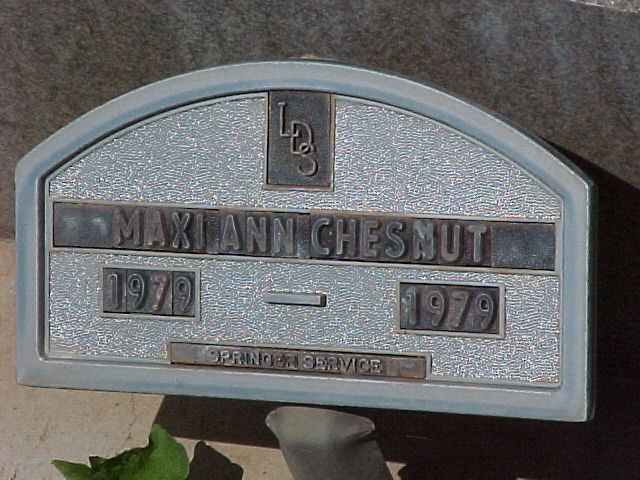 LDS
MAXI ANN CHESNUT
1979 — 1979
SPRINGER SERVICE